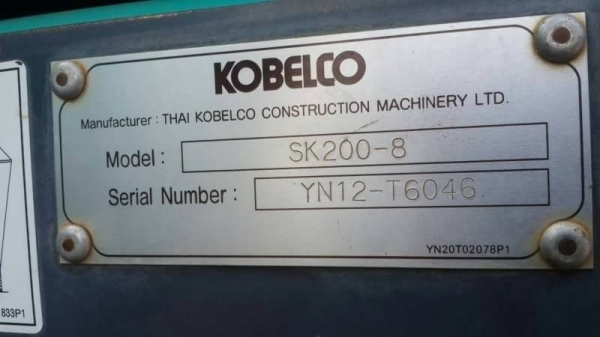 KOBELCO
Manufacturer : THAI KOBELCO CONSTRUCTION MACHINERY LTD.
Model : SK200-8
Serial Number : YN12-T6046
YN20T02078P1
833P1